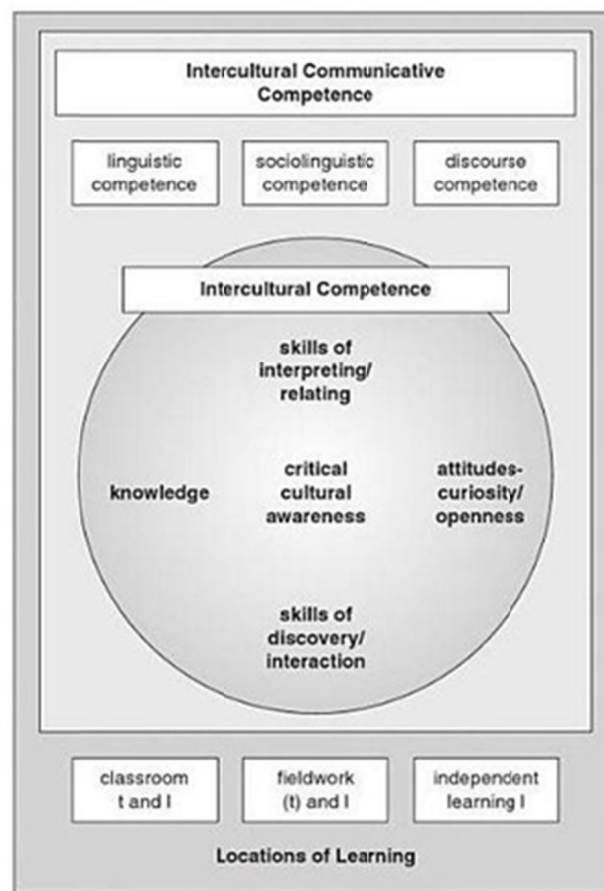 Intercultural Communicative
Competence
linguistic
competence
sociolinguistic
competence
discourse
competence
Intercultural Competence
skills of
interpreting/
relating
knowledge
critical
cultural
awareness
attitudes-
curiosity/
openness
skills of
discovery/
interaction
classroom
t and l
fieldwork
(t) and l
independent
learning l
Locations of Learning